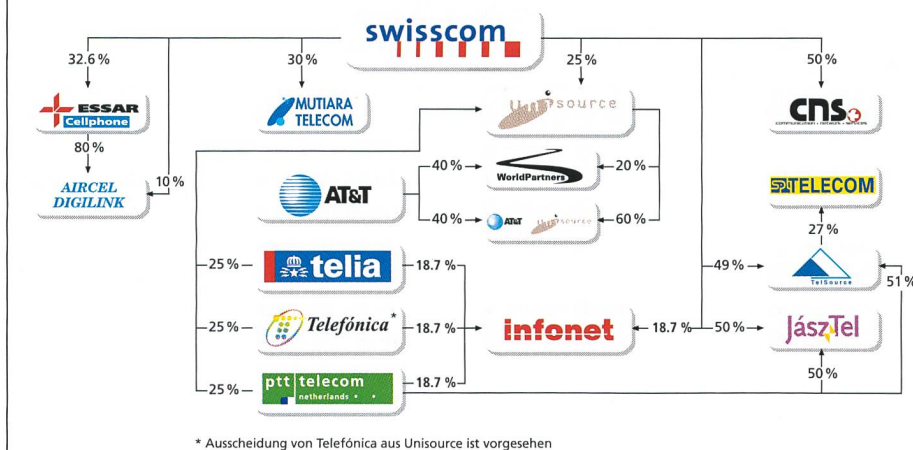 swisscom
32.6 %
30 %
25 %
50 %
ESSAR
Cellphone
MUTIARA
TELECOM
Unisource
cns
COMMUNICATION • NETWORK • SERVICES
80 %
10 %
AIRCEL
DIGILINK
AT&T
40 %
WorldPartners
20 %
40 %
AT&T Unisource
60 %
SPT TELECOM
27 %
25 %
telia
18.7 %
49 %
TelSource
51 %
25 %
Telefónica*
18.7 %
infonet
18.7 %
50 %
JászTel
25 %
ptt telecom
netherlands
18.7 %
50 %
* Ausscheidung von Telefónica aus Unisource ist vorgesehen